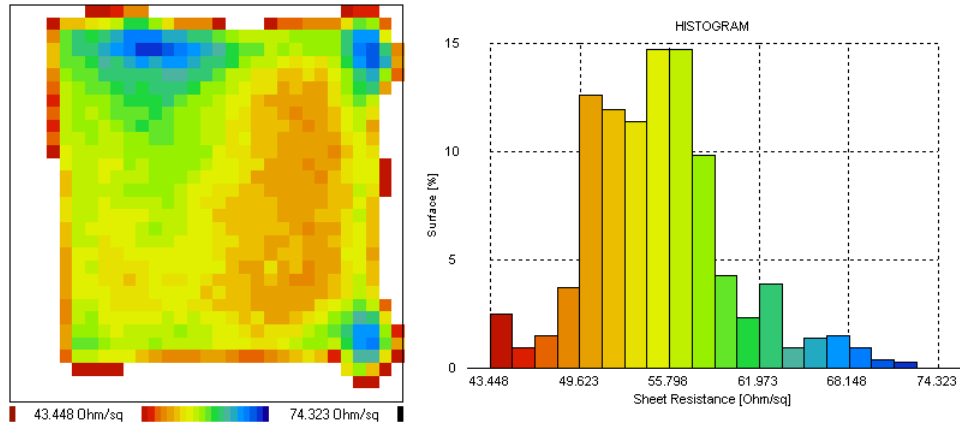 43.448 Ohm/sq 74.323 Ohm/sq
HISTOGRAM
Surface [%]
15
10
5
0
43.448 49.623 55.798 61.973 68.148 74.323
Sheet Resistance [Ohm/sq]